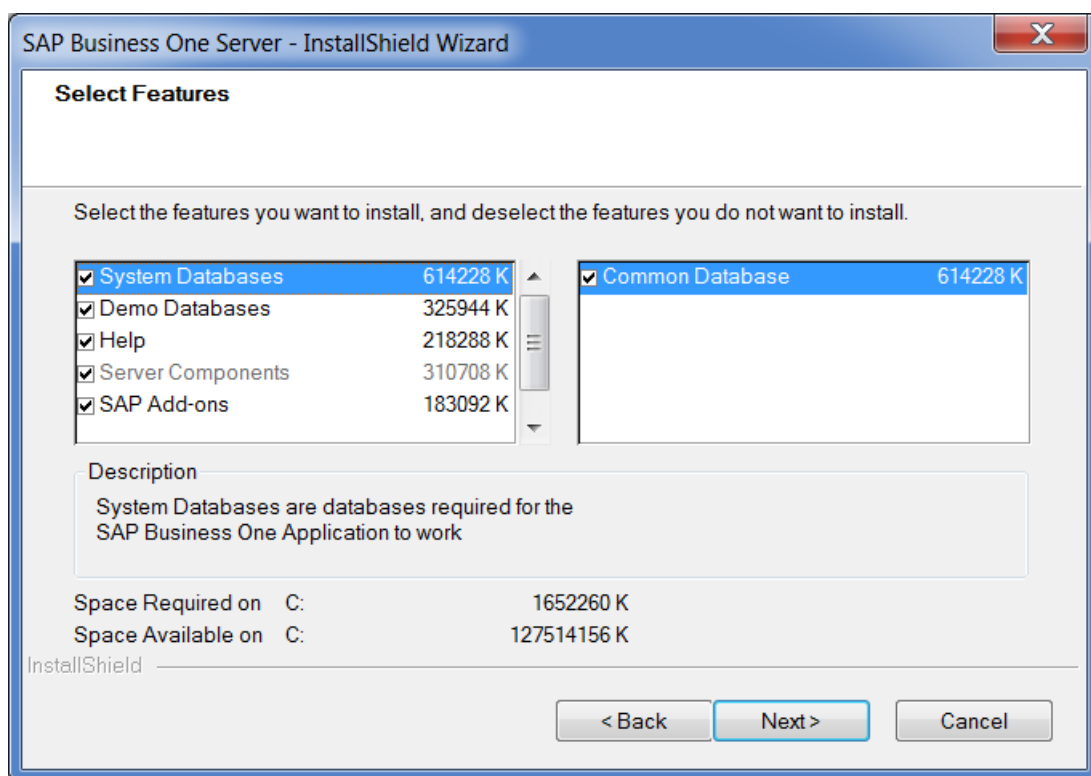 SAP Business One Server - InstallShield Wizard
Select Features
Select the features you want to install, and deselect the features you do not want to install.
System Databases 614228 K
Demo Databases 325944 K
Help 218288 K
Server Components 310708 K
SAP Add-ons 183092 K
Common Database 614228 K
Description
System Databases are databases required for the
SAP Business One Application to work
Space Required on C: 1652260 K
Space Available on C: 127514156 K
InstallShield
< Back Next > Cancel